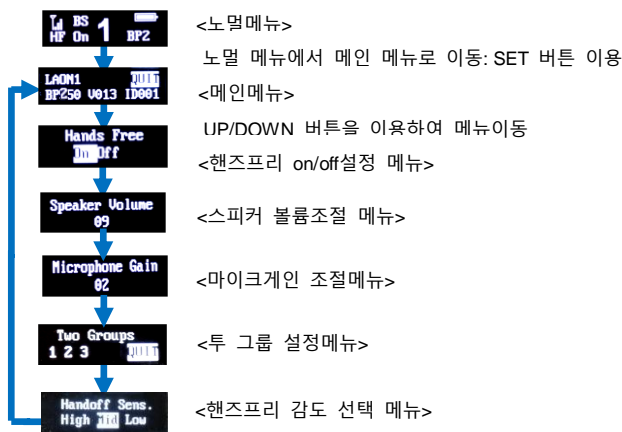 BS 1
HF On BP2
<노멀메뉴>
노멀 메뉴에서 메인 메뉴로 이동: SET 버튼 이용
LAON1 QUIT
BP250 V013 ID001
<메인메뉴>
UP/DOWN 버튼을 이용하여 메뉴이동
Hands Free
On Off
<핸즈프리 on/off설정 메뉴>
Speaker Volume
09
<스피커 볼륨조절 메뉴>
Microphone Gain
02
<마이크게인 조절메뉴>
Two Groups
1 2 3 QUIT
<투 그룹 설정메뉴>
Handoff Sens.
High Mid Low
<핸즈프리 감도 선택 메뉴>